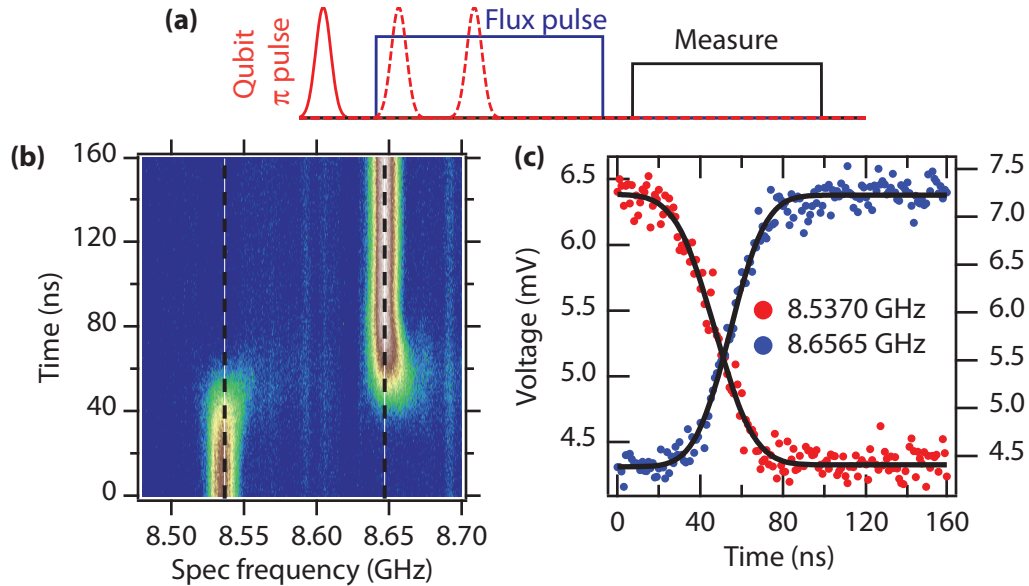 (a)
Qubit
π pulse
Flux pulse
Measure
(b)
160
120
80
40
0
Time (ns)
8.50
8.55
8.60
8.65
8.70
Spec frequency (GHz)
(c)
6.5
6.0
5.5
5.0
4.5
Voltage (mV)
7.5
7.0
6.5
6.0
5.5
5.0
4.5
8.5370 GHz
8.6565 GHz
0
40
80
120
160
Time (ns)